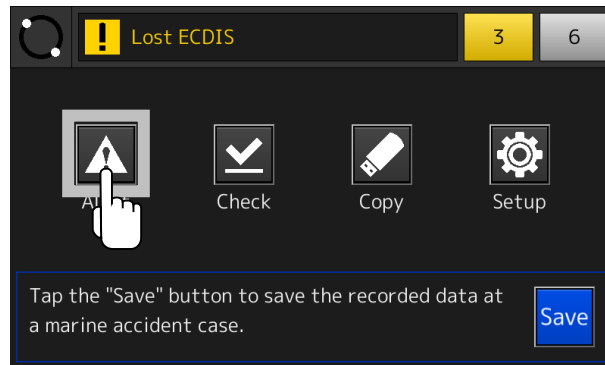 Lost ECDIS
3
6
Check
Copy
Setup
Tap the "Save" button to save the recorded data at
a marine accident case.
Save